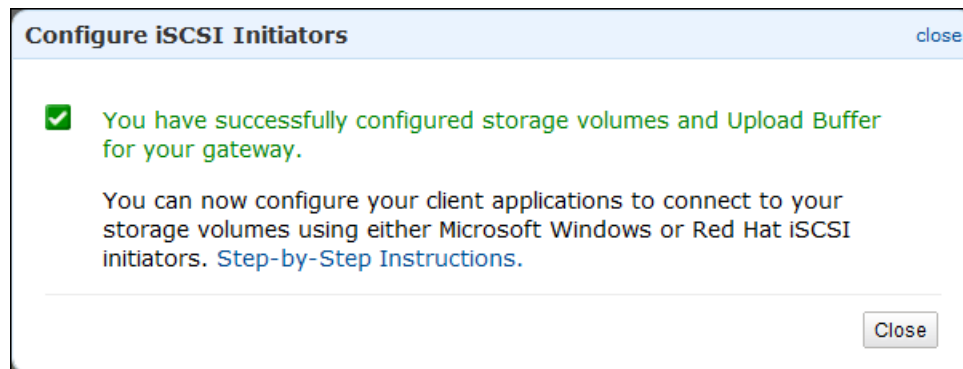 Configure iSCSI Initiators
close
You have successfully configured storage volumes and Upload Buffer
for your gateway.
You can now configure your client applications to connect to your
storage volumes using either Microsoft Windows or Red Hat iSCSI
initiators. Step-by-Step Instructions.
Close